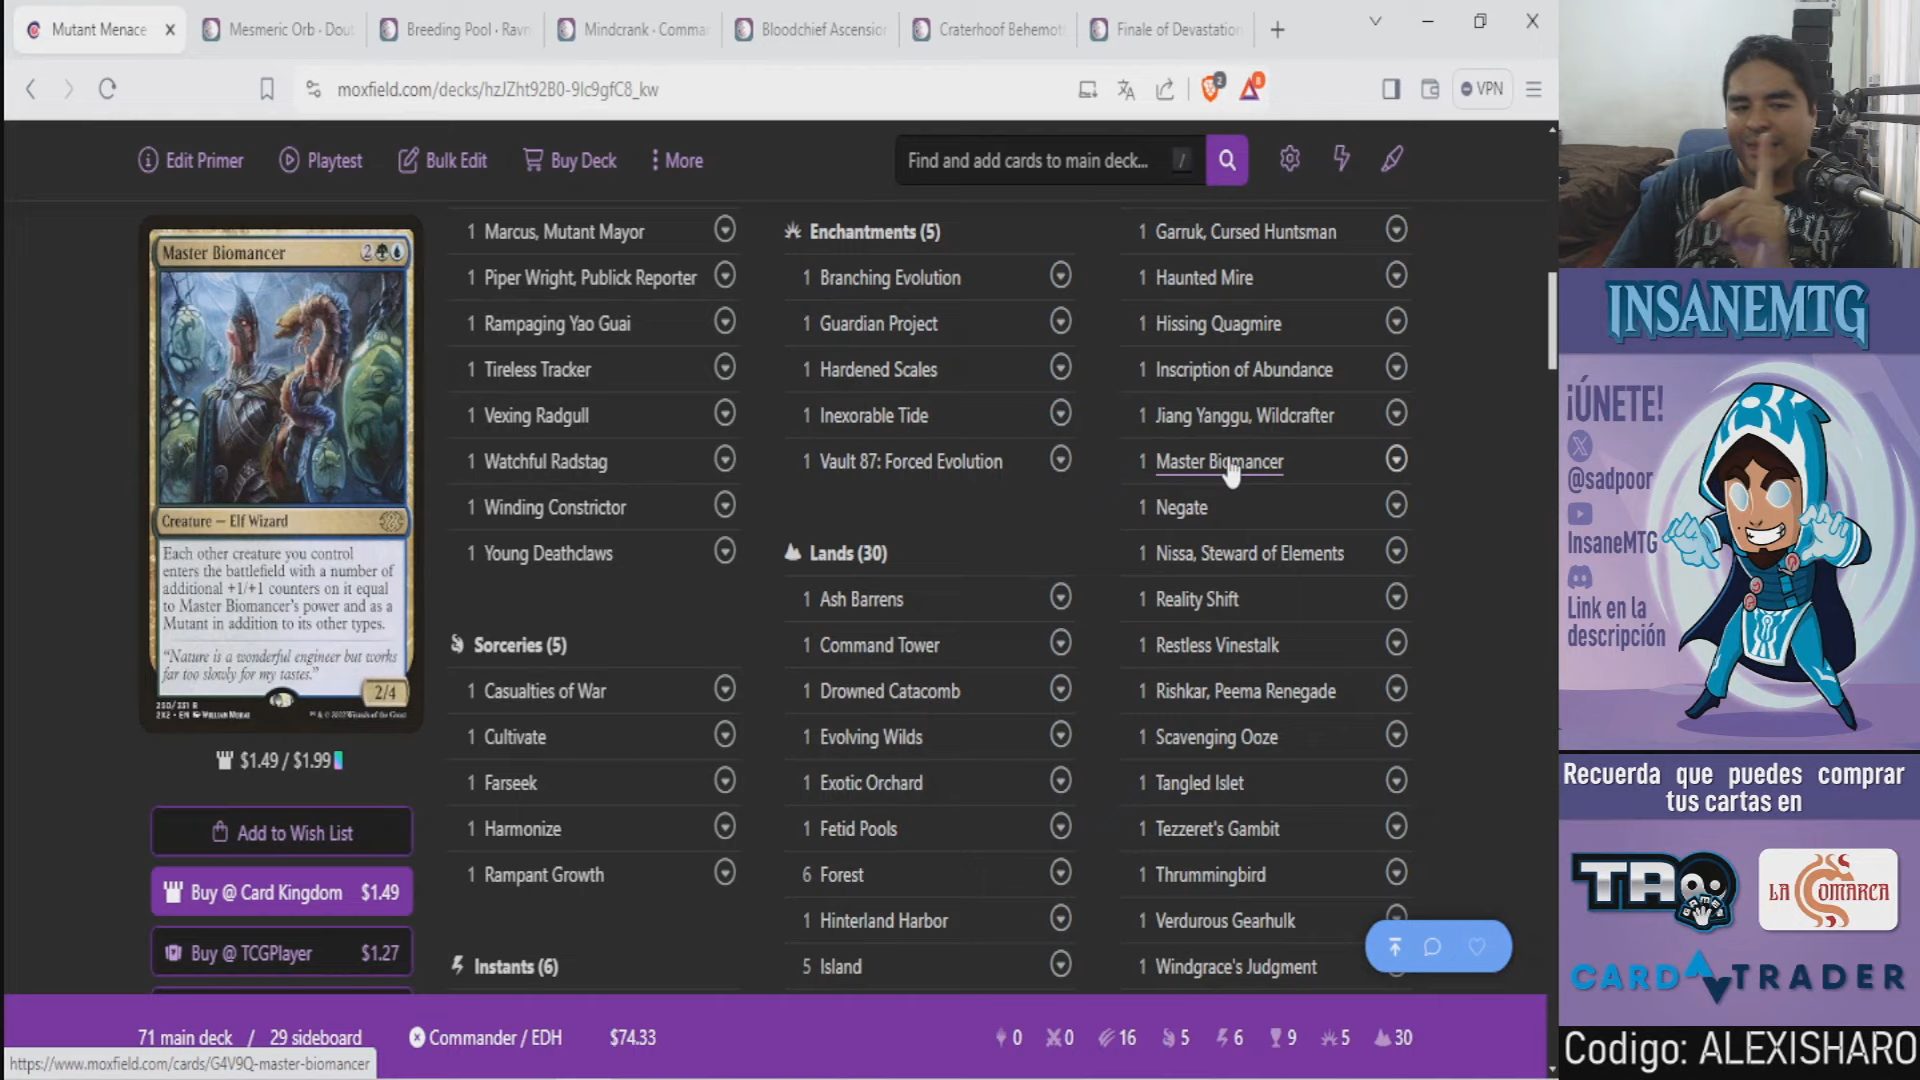 Mutant Menace
Mesmeric Orb · Dout
Breeding Pool · Ravn
Mindcrank · Comma
Bloodchief Ascension
Craterhoof Behemot
Finale of Devastation
moxfield.com/decks/hzJZht92B0-9lc9gfC8_kw
2
8
VPN
Edit Primer
Playtest
Bulk Edit
Buy Deck
More
Find and add cards to main deck...
/
Master Biomancer
2
Creature — Elf Wizard
Each other creature you control
enters the battlefield with a number of
additional +1/+1 counters on it equal
to Master Biomancer's power and as a
Mutant in addition to its other types.
"Nature is a wonderful engineer but works
far too slowly for my tastes."
2/4
2X2 • EN
$1.49 / $1.99
Add to Wish List
Buy @ Card Kingdom $1.49
Buy @ TCGPlayer $1.27
1 Marcus, Mutant Mayor
1 Piper Wright, Publick Reporter
1 Rampaging Yao Guai
1 Tireless Tracker
1 Vexing Radgull
1 Watchful Radstag
1 Winding Constrictor
1 Young Deathclaws
Sorceries (5)
1 Casualties of War
1 Cultivate
1 Farseek
1 Harmonize
1 Rampant Growth
Instants (6)
Enchantments (5)
1 Branching Evolution
1 Guardian Project
1 Hardened Scales
1 Inexorable Tide
1 Vault 87: Forced Evolution
Lands (30)
1 Ash Barrens
1 Command Tower
1 Drowned Catacomb
1 Evolving Wilds
1 Exotic Orchard
1 Fetid Pools
6 Forest
1 Hinterland Harbor
5 Island
1 Garruk, Cursed Huntsman
1 Haunted Mire
1 Hissing Quagmire
1 Inscription of Abundance
1 Jiang Yanggu, Wildcrafter
1 Master Biomancer
1 Negate
1 Nissa, Steward of Elements
1 Reality Shift
1 Restless Vinestalk
1 Rishkar, Peema Renegade
1 Scavenging Ooze
1 Tangled Islet
1 Tezzeret's Gambit
1 Thrummingbird
1 Verdurous Gearhulk
1 Windgrace's Judgment
71 main deck / 29 sideboard
Commander / EDH
$74.33
0 0 16 5 6 9 5 30
https://www.moxfield.com/cards/G4V9Q-master-biomancer
INSANEMTG
¡ÚNETE!
@sadpoor
InsaneMTG
Link en la
descripción
Recuerda que puedes comprar
tus cartas en
TAO
GAMES
LA COMARCA
CARD TRADER
Codigo: ALEXISHARO